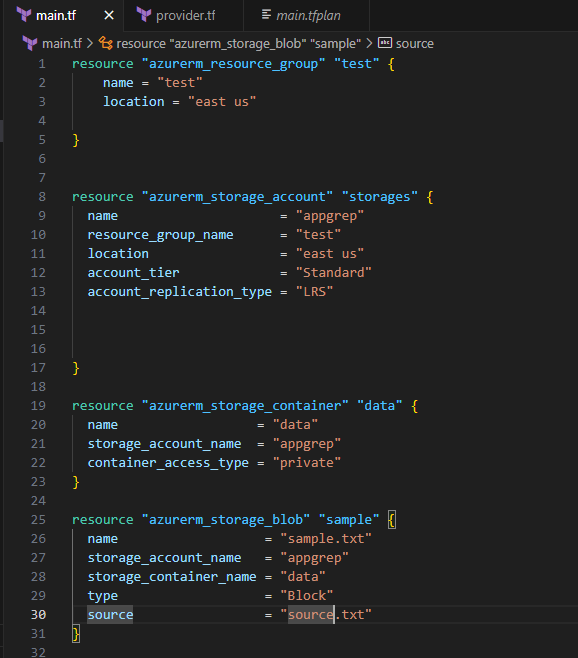 main.tf × provider.tf main.tfplan
main.tf > resource "azurerm_storage_blob" "sample" > abc source
1 resource "azurerm_resource_group" "test" {
2 name = "test"
3 location = "east us"
4
5 }
6
7
8 resource "azurerm_storage_account" "storages" {
9 name = "appgrep"
10 resource_group_name = "test"
11 location = "east us"
12 account_tier = "Standard"
13 account_replication_type = "LRS"
14
15
16
17 }
18
19 resource "azurerm_storage_container" "data" {
20 name = "data"
21 storage_account_name = "appgrep"
22 container_access_type = "private"
23 }
24
25 resource "azurerm_storage_blob" "sample" {
26 name = "sample.txt"
27 storage_account_name = "appgrep"
28 storage_container_name = "data"
29 type = "Block"
30 source = "source.txt"
31 }
32